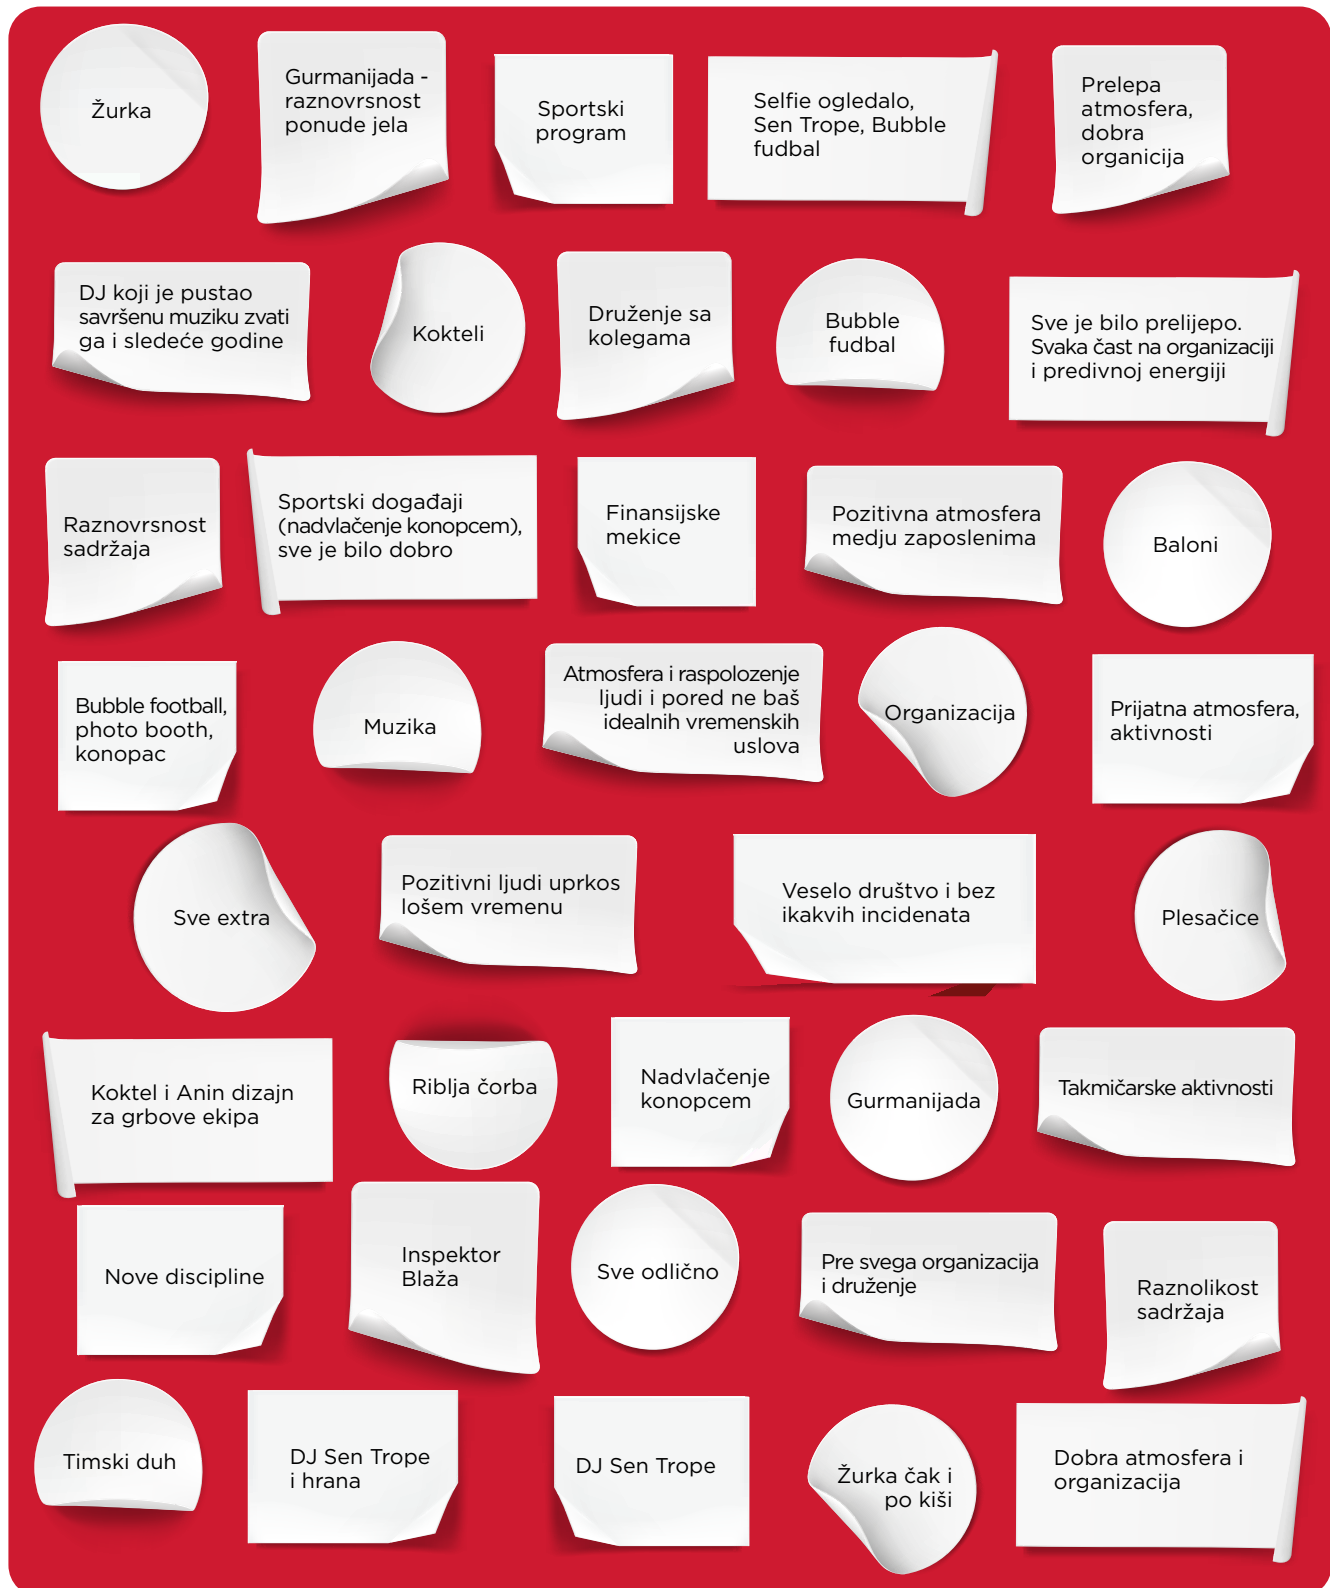 Žurka
Gurmanijada -
raznovrsnost
ponude jela
Sportski
program
Selfie ogledalo,
Sen Trope, Bubble
fudbal
Prelepa
atmosfera,
dobra
organicija
DJ koji je pustao
savršenu muziku zvati
ga i sledeće godine
Kokteli
Druženje sa
kolegama
Bubble
fudbal
Sve je bilo prelijepo.
Svaka čast na organizaciji
i predivnoj energiji
Raznovrsnost
sadržaja
Sportski događaji
(nadvlačenje konopcem),
sve je bilo dobro
Finansijske
mekice
Pozitivna atmosfera
medju zaposlenima
Baloni
Bubble football,
photo booth,
konopac
Muzika
Atmosfera i raspolozenje
ljudi i pored ne baš
idealnih vremenskih
uslova
Organizacija
Prijatna atmosfera,
aktivnosti
Sve extra
Pozitivni ljudi uprkos
lošem vremenu
Veselo društvo i bez
ikakvih incidenata
Plesačice
Koktel i Anin dizajn
za grbove ekipa
Riblja čorba
Nadvlačenje
konopcem
Gurmanijada
Takmičarske aktivnosti
Nove discipline
Inspektor
Blaža
Sve odlično
Pre svega organizacija
i druženje
Raznolikost
sadržaja
Timski duh
DJ Sen Trope
i hrana
DJ Sen Trope
Žurka čak i
po kiši
Dobra atmosfera i
organizacija